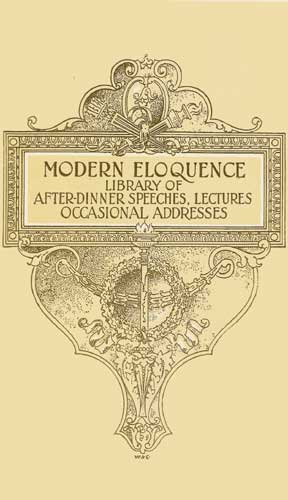 MODERN ELOQUENCE
LIBRARY OF
AFTER-DINNER SPEECHES, LECTURES
OCCASIONAL ADDRESSES